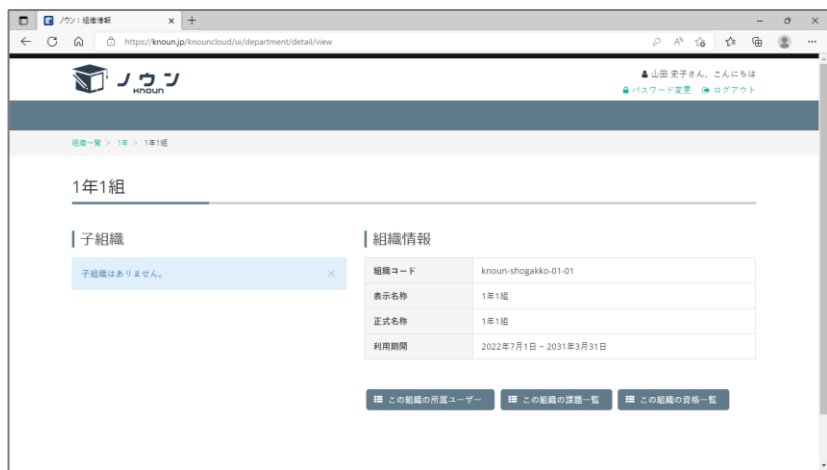 ノウン：組織情報
https://knoun.jp/knouncloud/ui/department/detail/view
ノウン
KNOUN
山田 史子さん、こんにちは
パスワード変更 ログアウト
組織一覧 > 1年 > 1年1組
1年1組
子組織
子組織はありません。
組織情報
組織コード knoun-shogakko-01-01
表示名称 1年1組
正式名称 1年1組
利用期間 2022年7月1日 ~ 2031年3月31日
この組織の所属ユーザー この組織の課題一覧 この組織の資格一覧